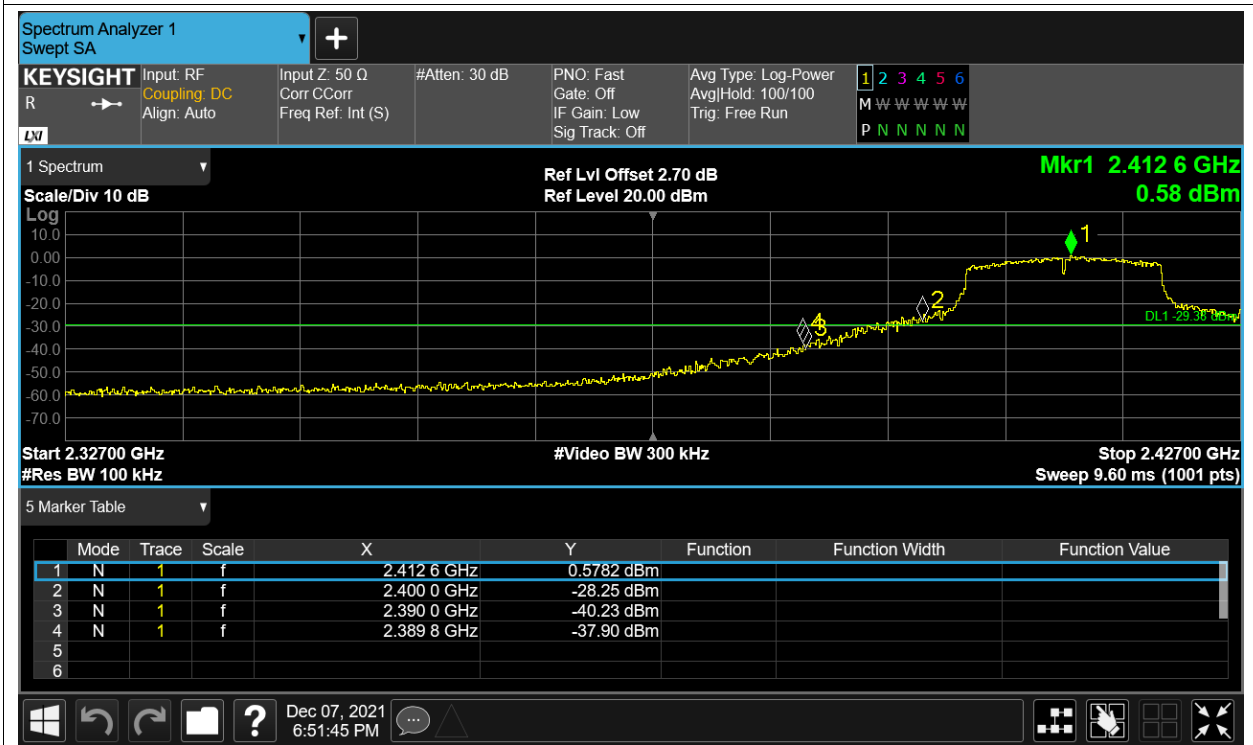 Spectrum Analyzer 1
Swept SA
+
KEYSIGHT
R
LXI
Input: RF
Coupling: DC
Align: Auto
Input Z: 50 Ω
Corr CCorr
Freq Ref: Int (S)
#Atten: 30 dB
PNO: Fast
Gate: Off
IF Gain: Low
Sig Track: Off
Avg Type: Log-Power
Avg|Hold: 100/100
Trig: Free Run
1 2 3 4 5 6
M W W W W W
P N N N N N
1 Spectrum
Scale/Div 10 dB
Ref Lvl Offset 2.70 dB
Ref Level 20.00 dBm
Mkr1 2.412 6 GHz
0.58 dBm
Log
10.0
0.00
-10.0
-20.0
-30.0
-40.0
-50.0
-60.0
-70.0
1
2
4
3
Start 2.32700 GHz
#Res BW 100 kHz
#Video BW 300 kHz
Stop 2.42700 GHz
Sweep 9.60 ms (1001 pts)
5 Marker Table
Mode Trace Scale X Y Function Function Width Function Value
1 N 1 f 2.412 6 GHz 0.5782 dBm
2 N 1 f 2.400 0 GHz -28.25 dBm
3 N 1 f 2.390 0 GHz -40.23 dBm
4 N 1 f 2.389 8 GHz -37.90 dBm
5
6
?
Dec 07, 2021
6:51:45 PM